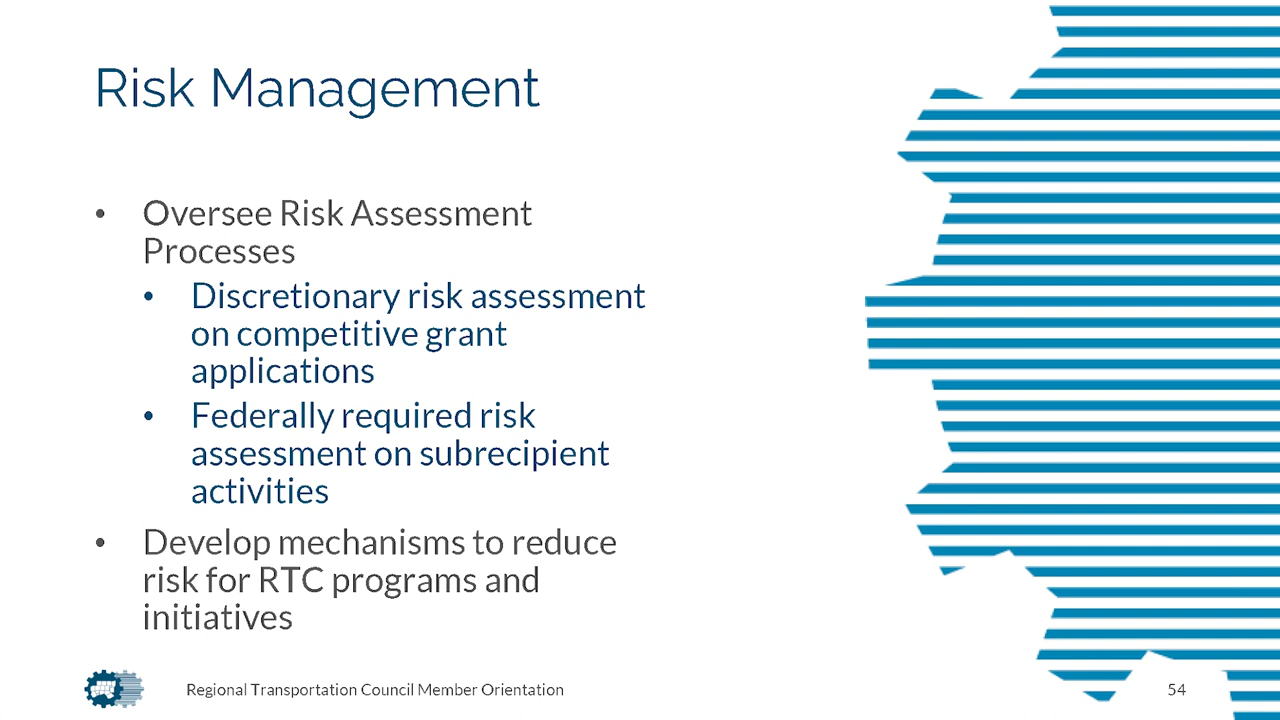 Risk Management
• Oversee Risk Assessment
Processes
• Discretionary risk assessment
on competitive grant
applications
• Federally required risk
assessment on subrecipient
activities
• Develop mechanisms to reduce
risk for RTC programs and
initiatives
Regional Transportation Council Member Orientation
54